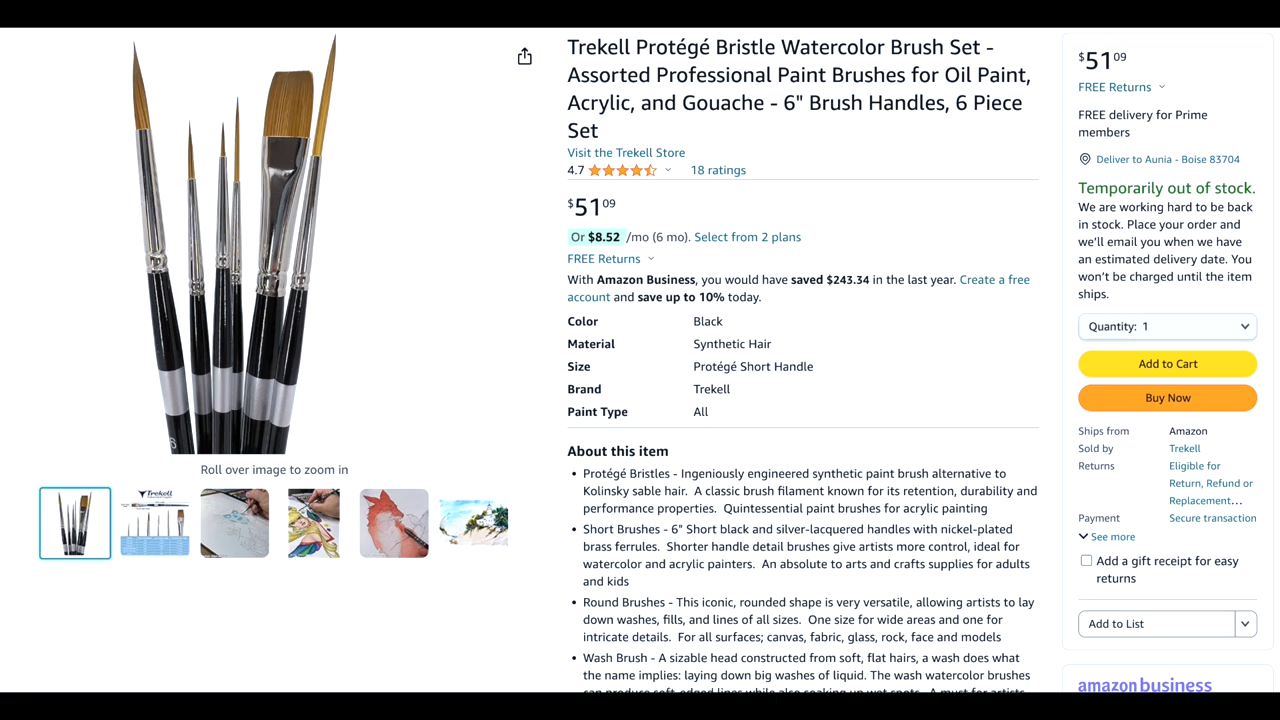 Trekell Protégé Bristle Watercolor Brush Set -
Assorted Professional Paint Brushes for Oil Paint,
Acrylic, and Gouache - 6" Brush Handles, 6 Piece
Set
Visit the Trekell Store
4.7
18 ratings
$51 09
Or $8.52 /mo (6 mo). Select from 2 plans
FREE Returns
With Amazon Business, you would have saved $243.34 in the last year. Create a free
account and save up to 10% today.
Color Black
Material Synthetic Hair
Size Protégé Short Handle
Brand Trekell
Paint Type All
About this item
• Protégé Bristles - Ingeniously engineered synthetic paint brush alternative to
Kolinsky sable hair. A classic brush filament known for its retention, durability and
performance properties. Quintessential paint brushes for acrylic painting
• Short Brushes - 6" Short black and silver-lacquered handles with nickel-plated
brass ferrules. Shorter handle detail brushes give artists more control, ideal for
watercolor and acrylic painters. An absolute to arts and crafts supplies for adults
and kids
• Round Brushes - This iconic, rounded shape is very versatile, allowing artists to lay
down washes, fills, and lines of all sizes. One size for wide areas and one for
intricate details. For all surfaces; canvas, fabric, glass, rock, face and models
• Wash Brush - A sizable head constructed from soft, flat hairs, a wash does what
the name implies: laying down big washes of liquid. The wash watercolor brushes
can produce soft-edged lines while also soaking up wet spots. A must for artists
6
Roll over image to zoom in
Trekell
$51 09
FREE Returns
FREE delivery for Prime
members
Deliver to Aunia - Boise 83704
Temporarily out of stock.
We are working hard to be back
in stock. Place your order and
we'll email you when we have
an estimated delivery date. You
won't be charged until the item
ships.
Quantity: 1
Add to Cart
Buy Now
Ships from Amazon
Sold by Trekell
Returns Eligible for
Return, Refund or
Replacement…
Payment Secure transaction
See more
Add a gift receipt for easy
returns
Add to List
amazon business